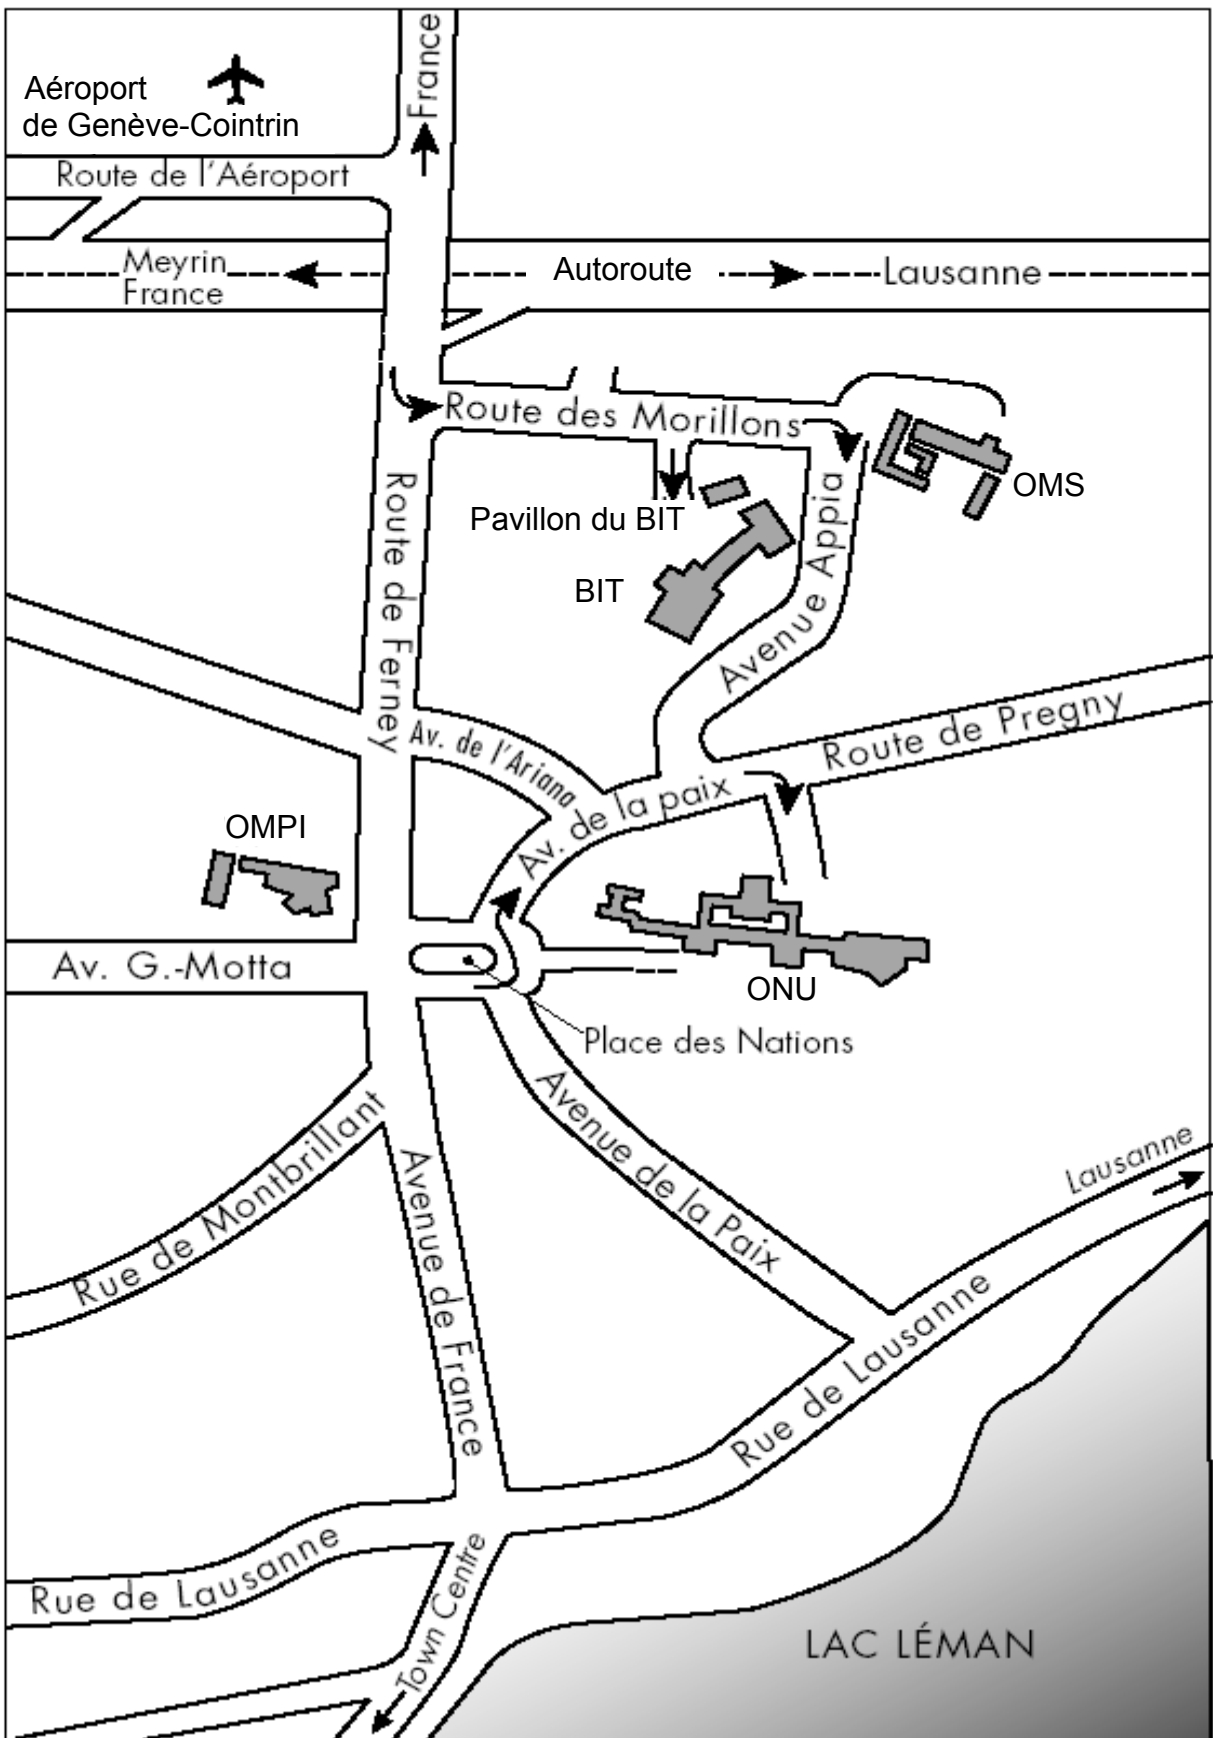 France
Aéroport
de Genève-Cointrin
Route de l'Aéroport
Meyrin
France
Autoroute
Lausanne
Route des Morillons
OMS
Pavillon du BIT
BIT
Avenue Appia
Route de Ferney
Route de Pregny
Av. de l'Ariana
Av. de la paix
OMPI
Av. G.-Motta
ONU
Place des Nations
Avenue de la Paix
Rue de Montbrillant
Avenue de France
Lausanne
Rue de Lausanne
Rue de Lausanne
Town Centre
LAC LÉMAN